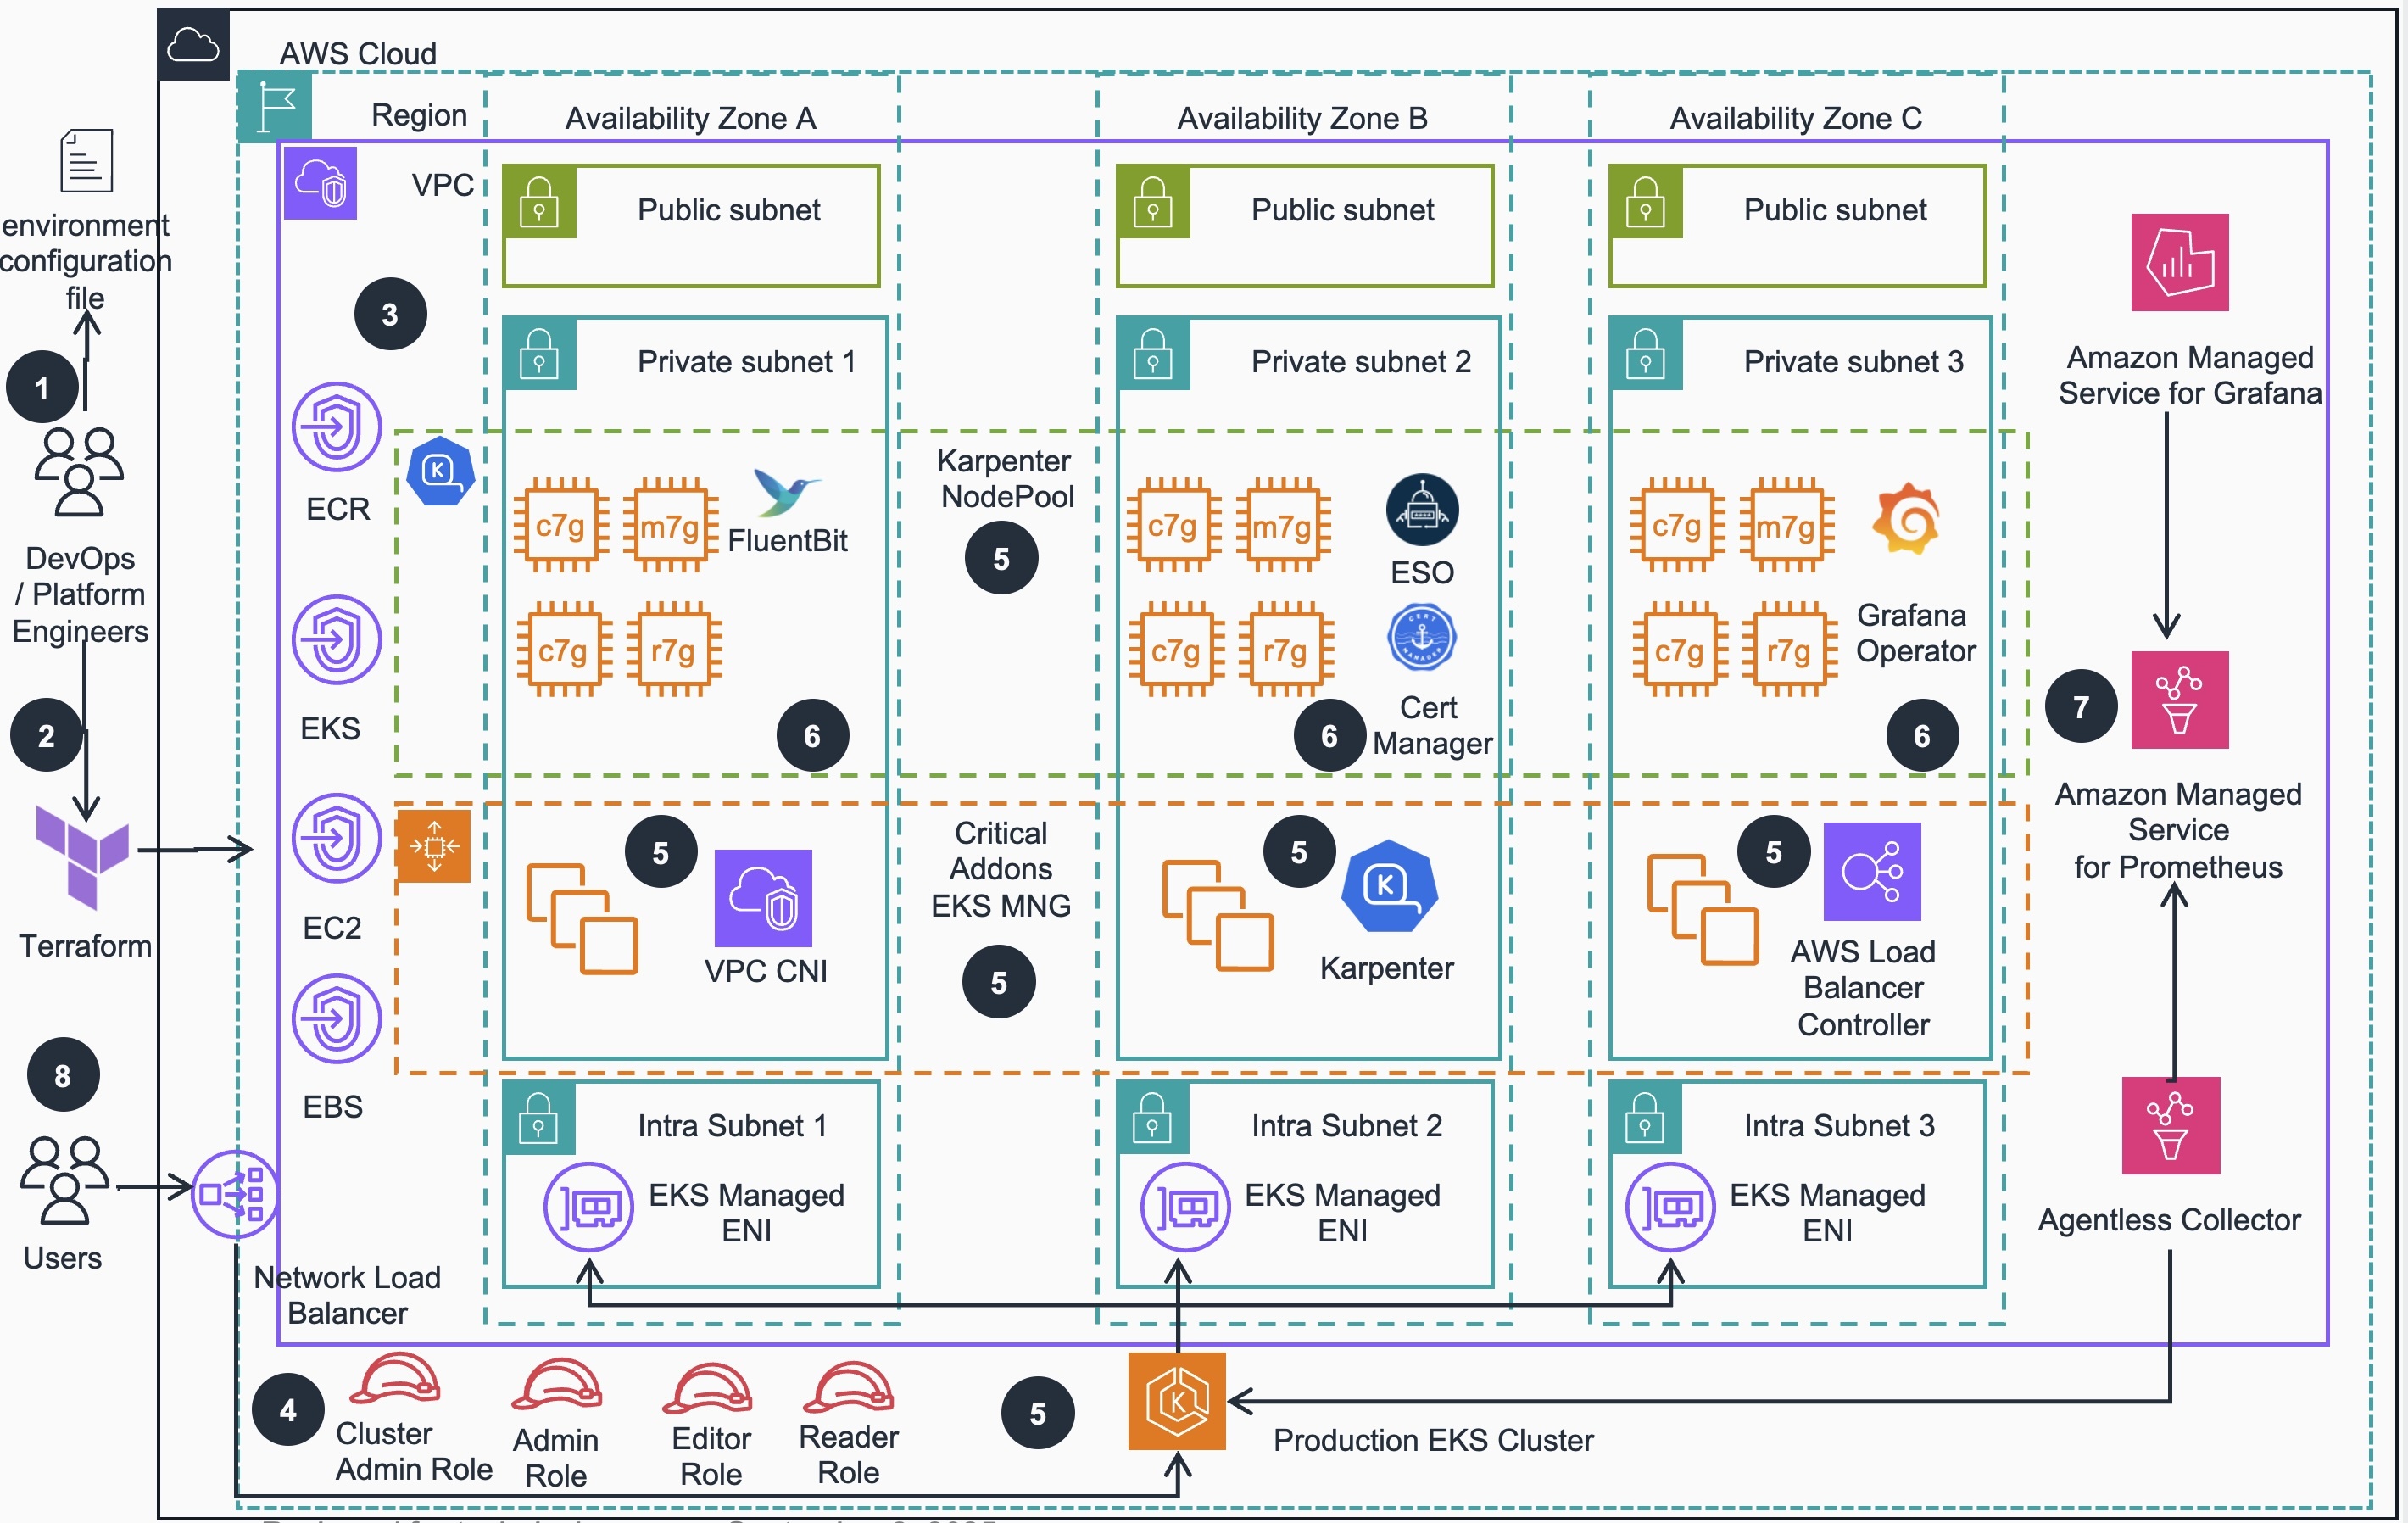 AWS Cloud
Region
Availability Zone A
Availability Zone B
Availability Zone C
VPC
Public subnet
Public subnet
Public subnet
environment
configuration
file
3
Private subnet 1
Private subnet 2
Private subnet 3
Amazon Managed
Service for Grafana
1
ECR
K
c7g
m7g
FluentBit
c7g
r7g
6
Karpenter
NodePool
5
c7g
m7g
ESO
c7g
r7g
CERT
MANAGER
Cert
Manager
6
c7g
m7g
c7g
r7g
Grafana
Operator
6
DevOps
/ Platform
Engineers
2
EKS
7
Amazon Managed
Service
for Prometheus
Terraform
EC2
5
VPC CNI
Critical
Addons
EKS MNG
5
5
K
Karpenter
5
AWS Load
Balancer
Controller
EBS
8
Users
Network Load
Balancer
Intra Subnet 1
EKS Managed
ENI
Intra Subnet 2
EKS Managed
ENI
Intra Subnet 3
EKS Managed
ENI
Agentless Collector
4
Cluster
Admin Role
Admin
Role
Editor
Role
Reader
Role
5
K
Production EKS Cluster